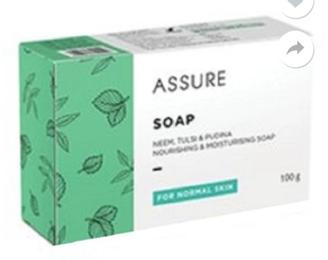 ASSURE
SOAP
NEEM, TULSI & PUDINA
NOURISHING & MOISTURISING SOAP
FOR NORMAL SKIN
100 g